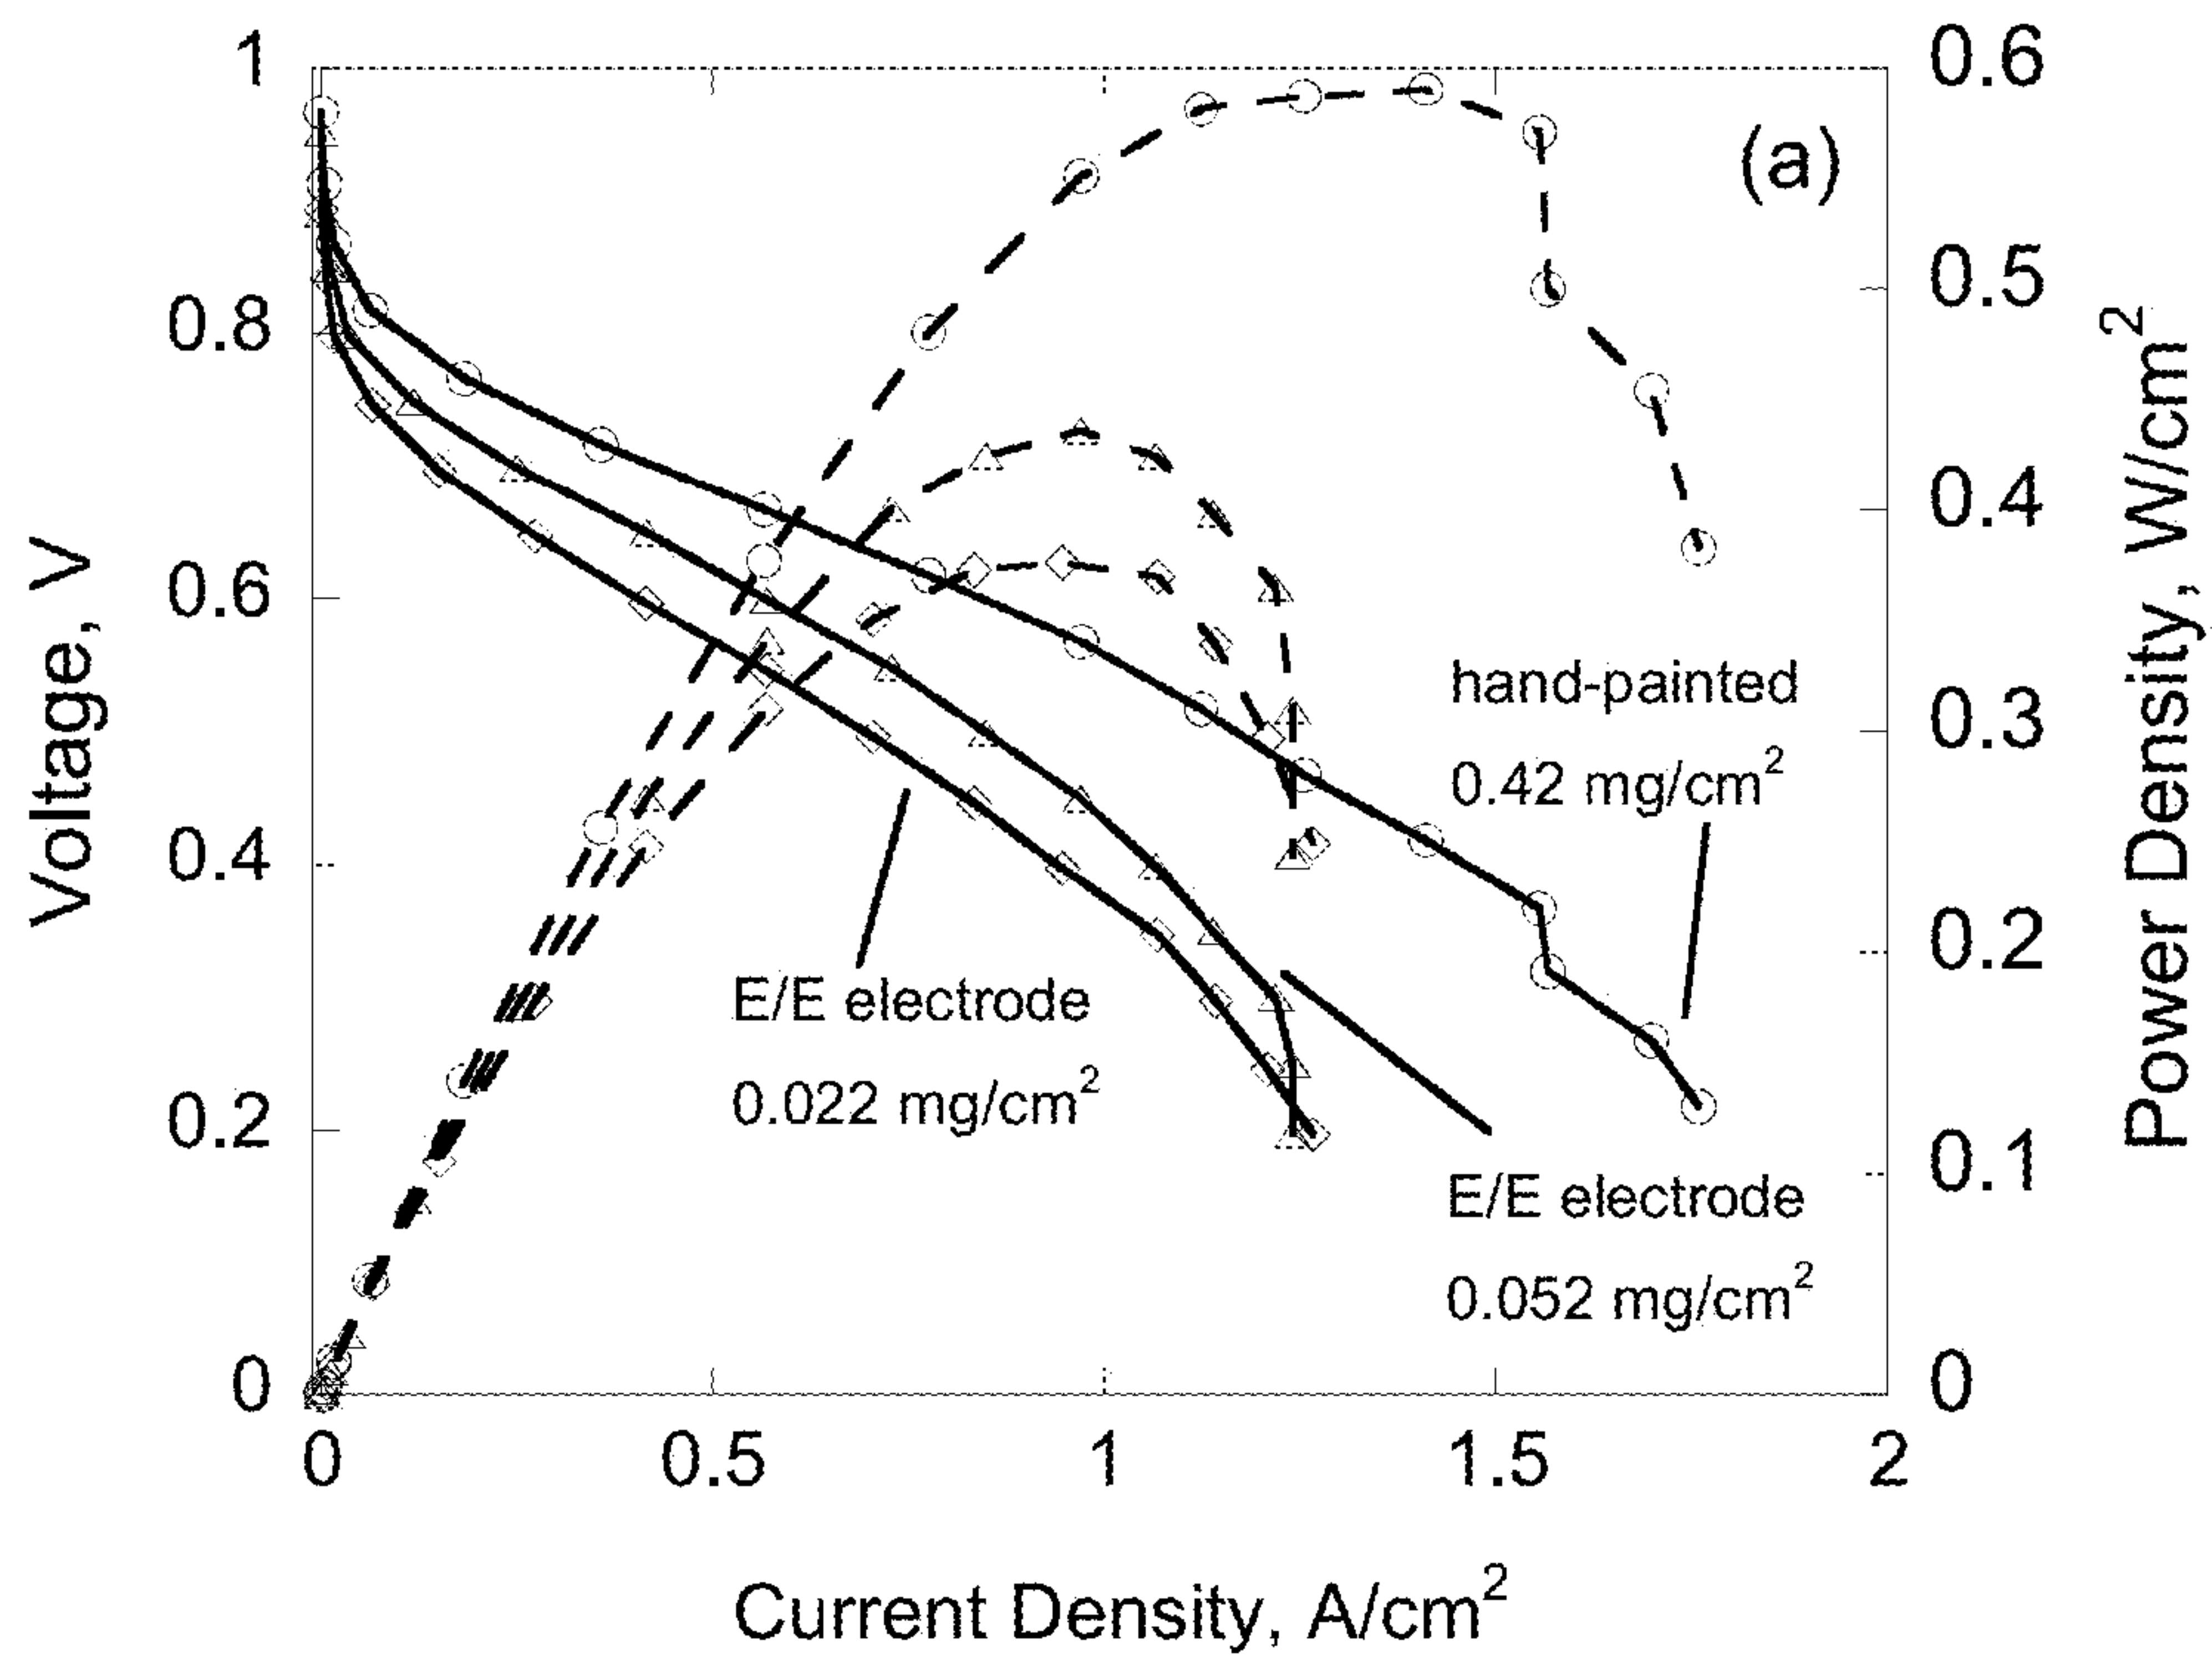 1
0.8
0.6
0.4
0.2
0
Voltage, V
0.6
0.5
0.4
0.3
0.2
0.1
0
Power Density, W/cm²
(a)
hand-painted
0.42 mg/cm²
E/E electrode
0.022 mg/cm²
E/E electrode
0.052 mg/cm²
0
0.5
1
1.5
2
Current Density, A/cm²